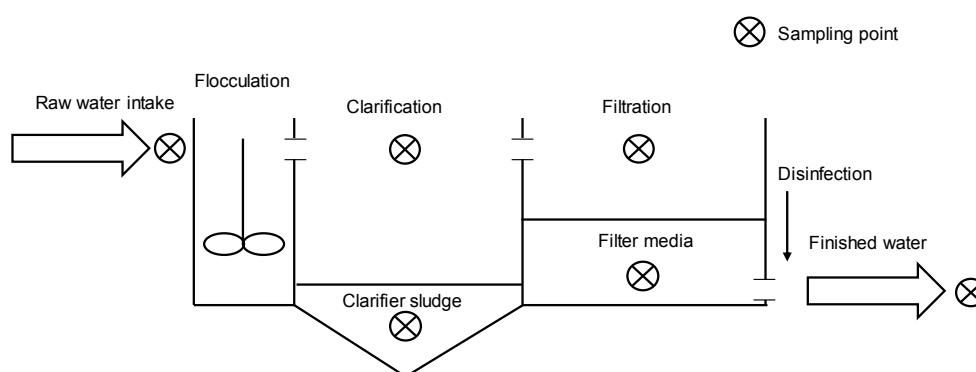 Sampling point
Flocculation
Raw water intake
Clarification
Filtration
Disinfection
Filter media
Finished water
Clarifier sludge